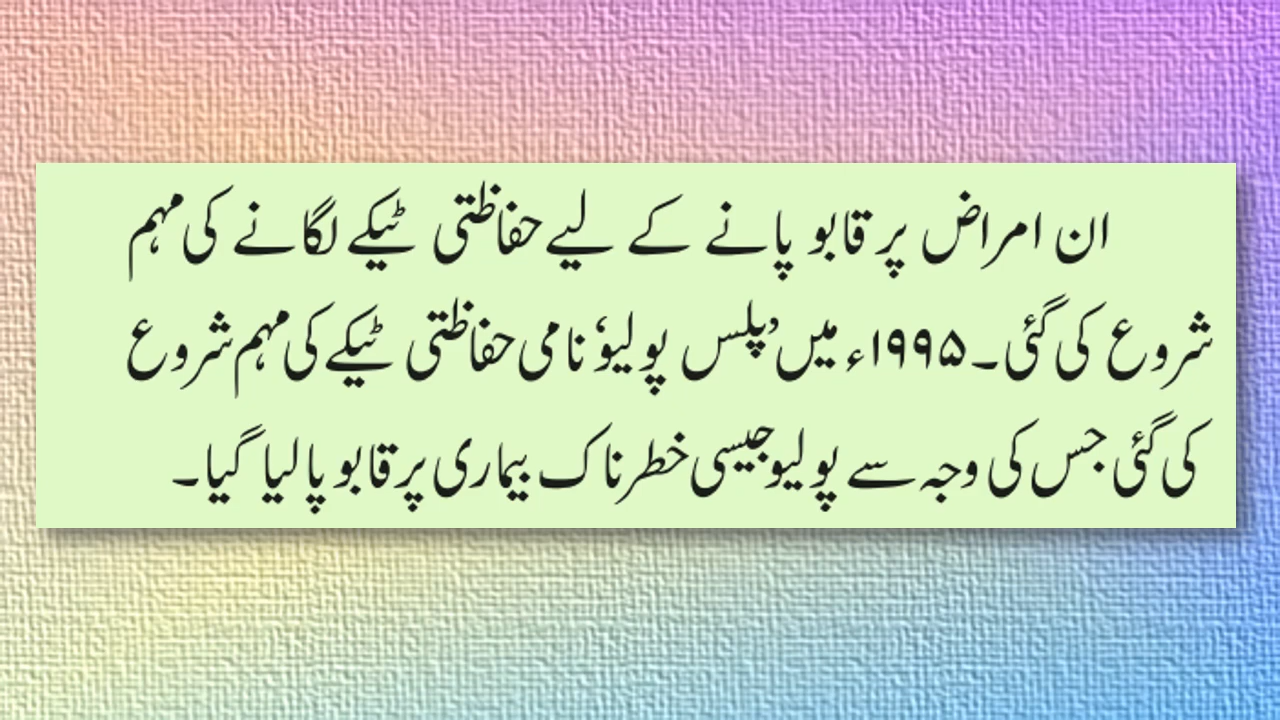 ان امراض پر قابو پانے کے لیے حفاظتی ٹیکے لگانے کی مہم
شروع کی گئی۔ ۱۹۹۵ء میں ’پلس پولیو‘ نامی حفاظتی ٹیکے کی مہم شروع
کی گئی جس کی وجہ سے پولیو جیسی خطرناک بیماری پر قابو پا لیا گیا۔